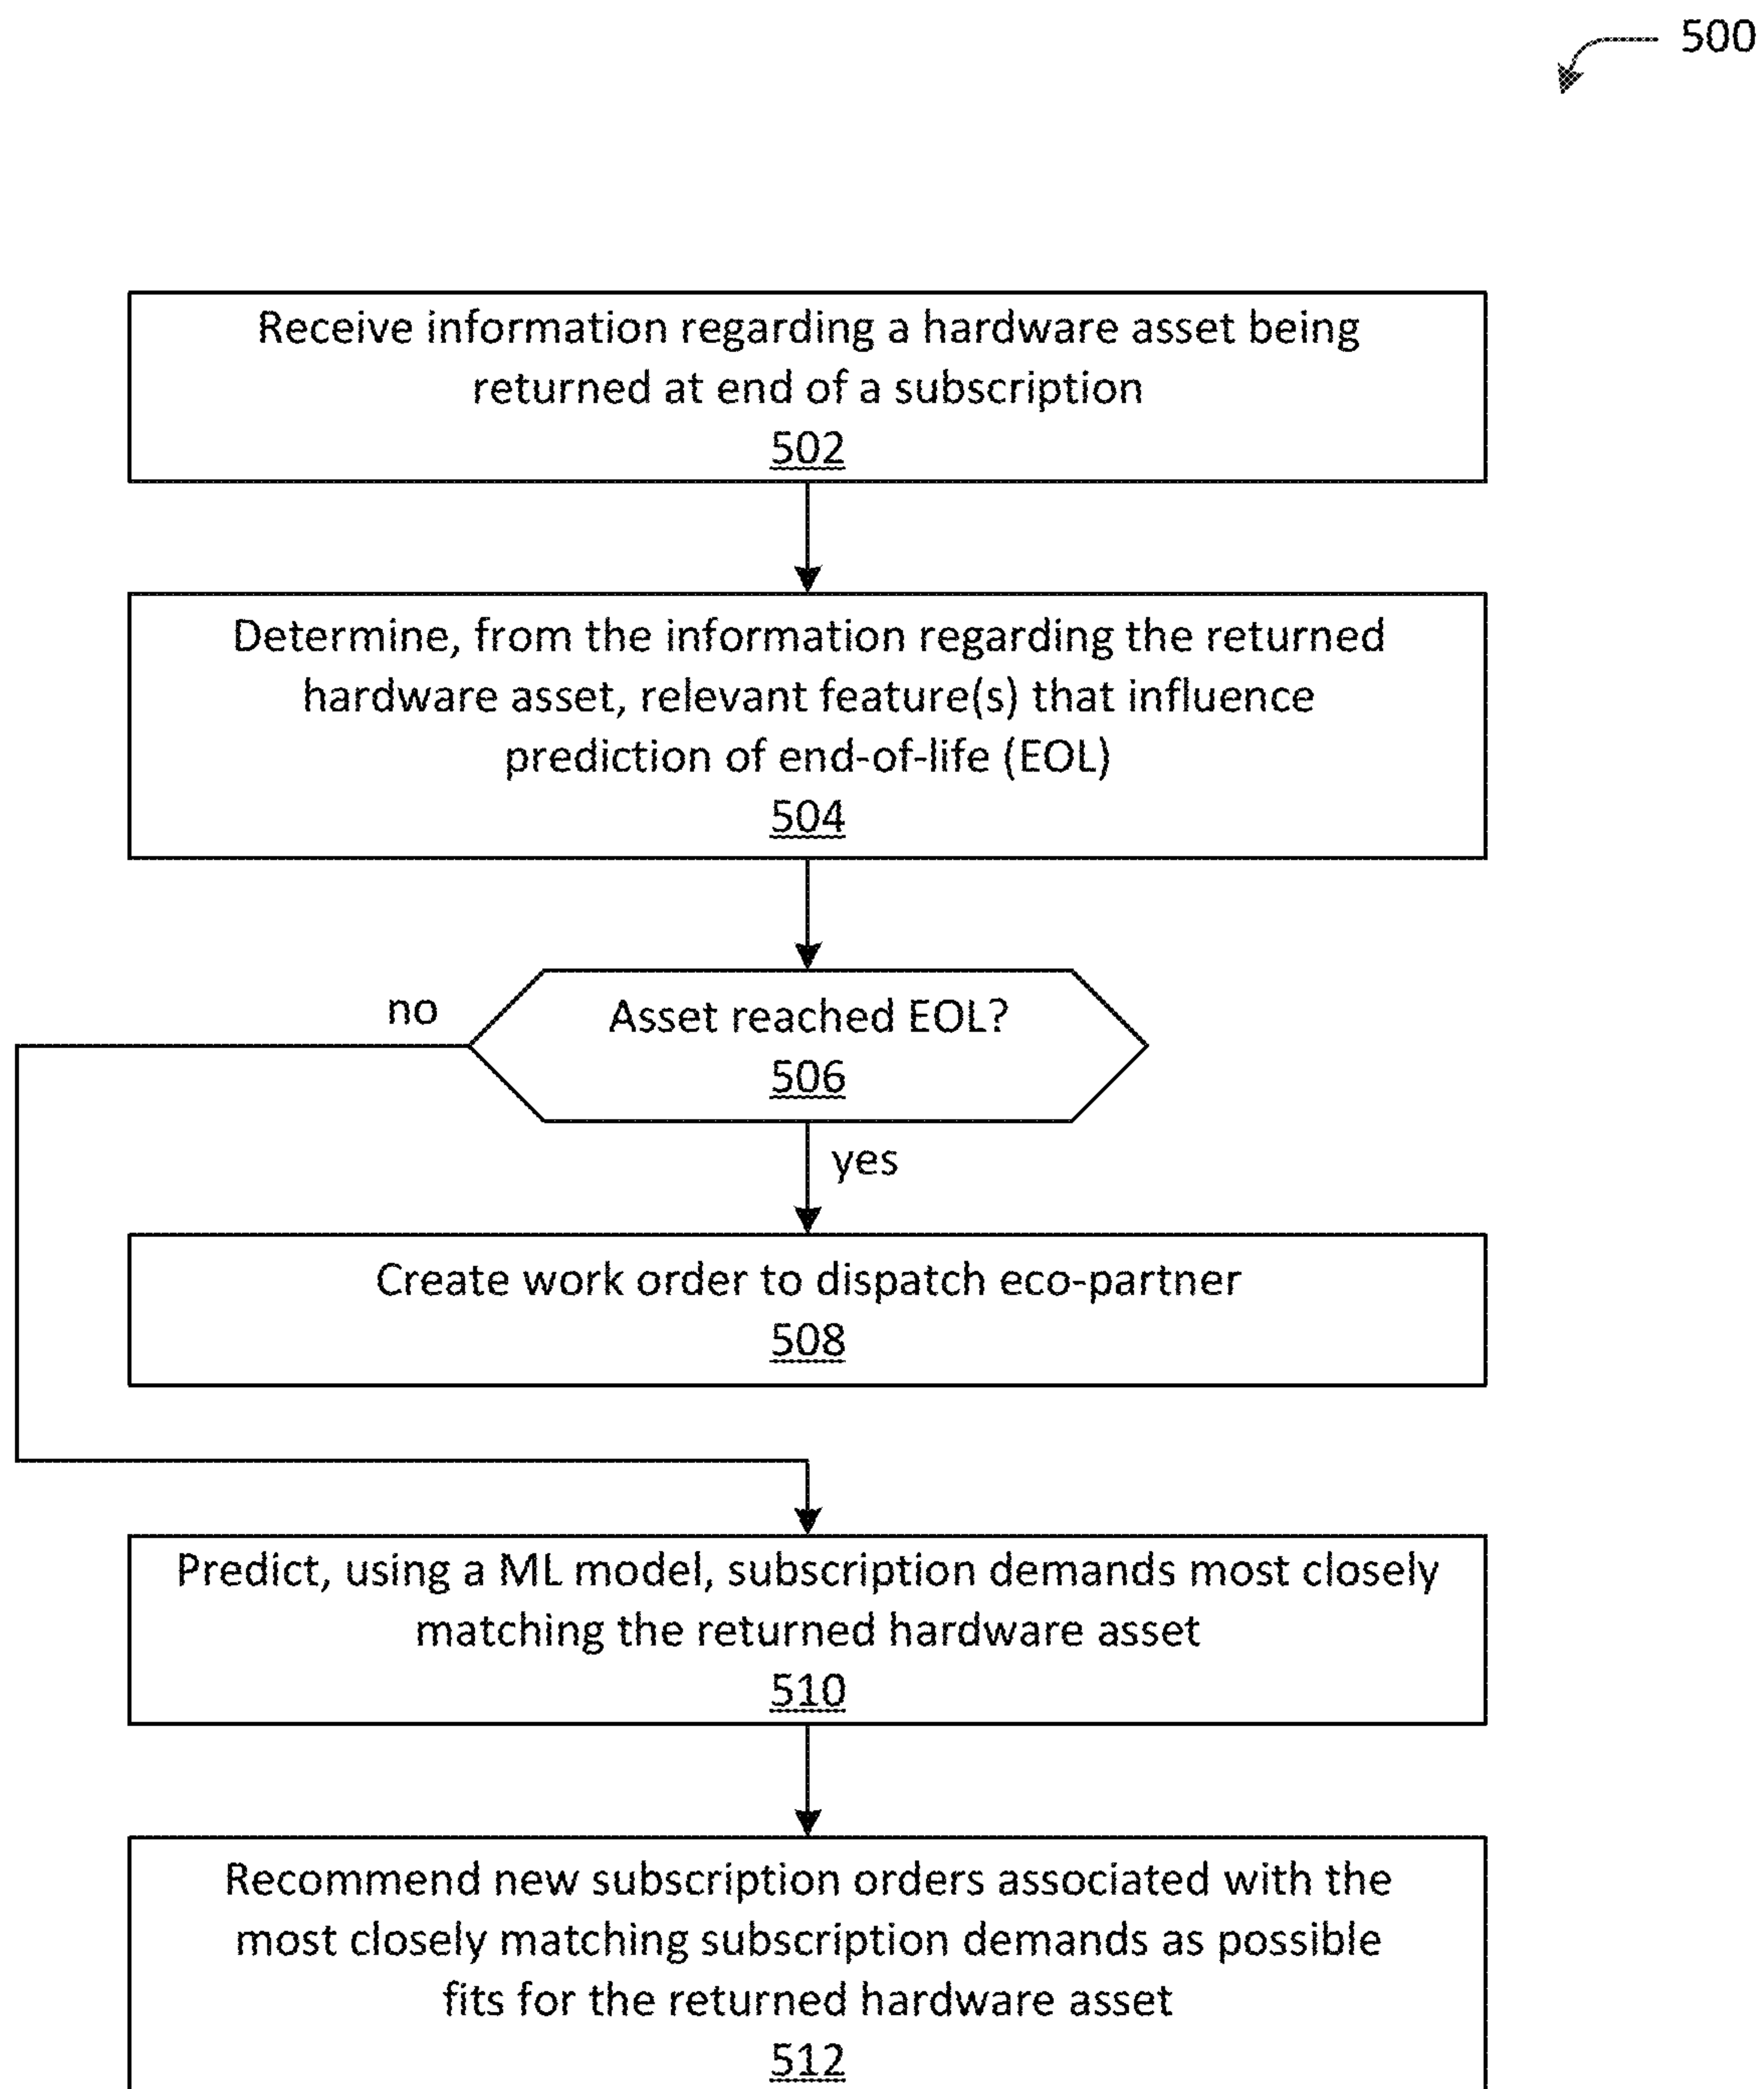 500
Receive information regarding a hardware asset being
returned at end of a subscription
502
Determine, from the information regarding the returned
hardware asset, relevant feature(s) that influence
prediction of end-of-life (EOL)
504
no
Asset reached EOL?
506
yes
Create work order to dispatch eco-partner
508
Predict, using a ML model, subscription demands most closely
matching the returned hardware asset
510
Recommend new subscription orders associated with the
most closely matching subscription demands as possible
fits for the returned hardware asset
512